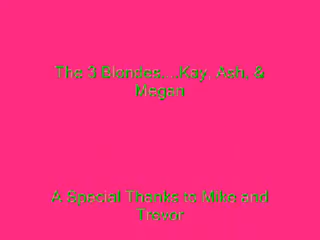 The 3 Blondes....Kay, Ash, &
Megan
A Special Thanks to Mike and
Trevor